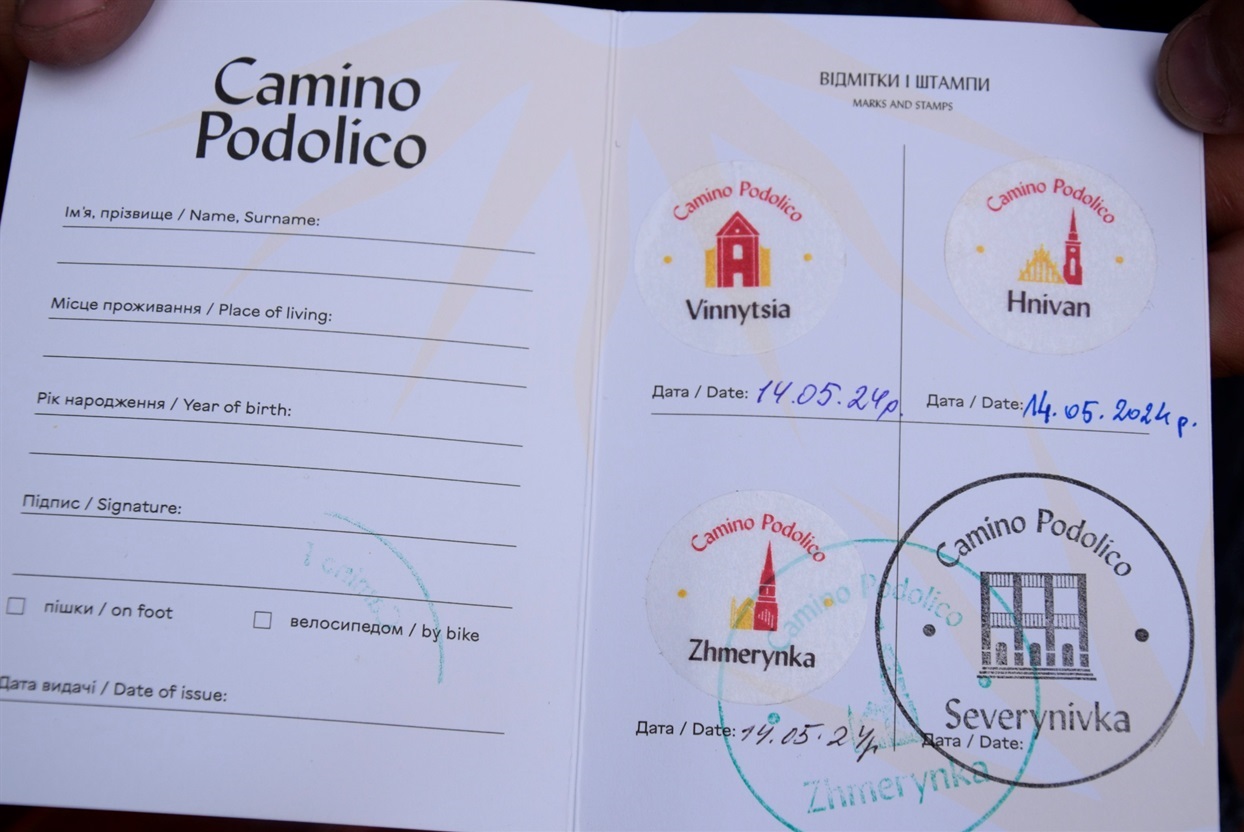 Camino
Podolico
Ім'я, прізвище / Name, Surname:
Місце проживання / Place of living:
Рік народження / Year of birth:
Підпис / Signature:
пішки / on foot
велосипедом / by bike
Дата видачі / Date of issue:
ВІДМІТКИ І ШТАМПИ
MARKS AND STAMPS
Camino Podolico
Vinnytsia
Дата / Date: 14.05.24р.
Camino Podolico
Hnivan
Дата / Date: 14.05.2024 р.
Camino Podolico
Zhmerynka
Дата / Date: 14.05.24р
Camino Podolico
Zhmerynka
Camino Podolico
Severynivka
Дата / Date: